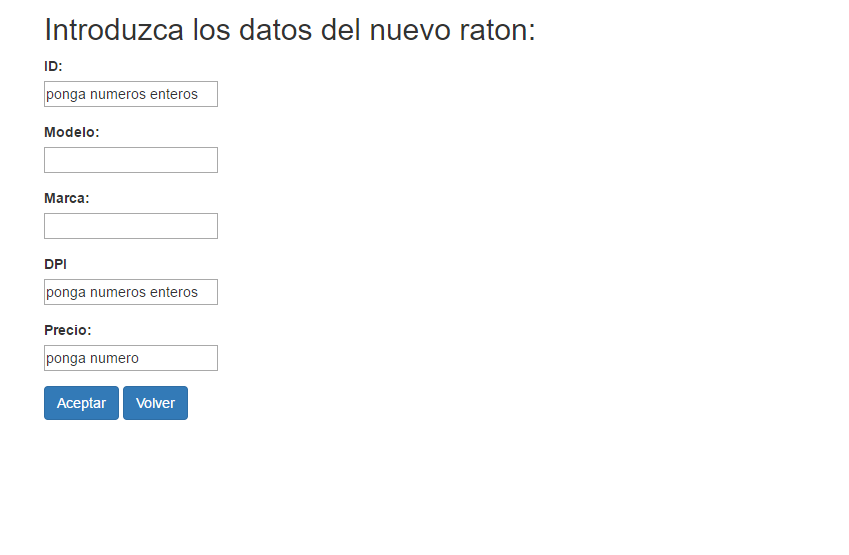 Introduzca los datos del nuevo raton:
ID:
ponga numeros enteros
Modelo:
Marca:
DPI
ponga numeros enteros
Precio:
ponga numero
Aceptar Volver